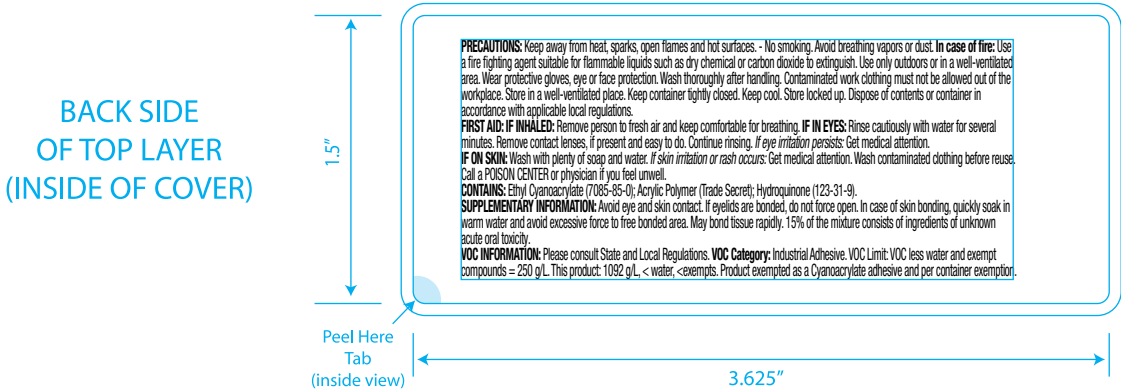 BACK SIDE
OF TOP LAYER
(INSIDE OF COVER)
1.5″
PRECAUTIONS: Keep away from heat, sparks, open flames and hot surfaces. - No smoking. Avoid breathing vapors or dust. In case of fire: Use
a fire fighting agent suitable for flammable liquids such as dry chemical or carbon dioxide to extinguish. Use only outdoors or in a well-ventilated
area. Wear protective gloves, eye or face protection. Wash thoroughly after handling. Contaminated work clothing must not be allowed out of the
workplace. Store in a well-ventilated place. Keep container tightly closed. Keep cool. Store locked up. Dispose of contents or container in
accordance with applicable local regulations.
FIRST AID: IF INHALED: Remove person to fresh air and keep comfortable for breathing. IF IN EYES: Rinse cautiously with water for several
minutes. Remove contact lenses, if present and easy to do. Continue rinsing. If eye irritation persists: Get medical attention.
IF ON SKIN: Wash with plenty of soap and water. If skin irritation or rash occurs: Get medical attention. Wash contaminated clothing before reuse.
Call a POISON CENTER or physician if you feel unwell.
CONTAINS: Ethyl Cyanoacrylate (7085-85-0); Acrylic Polymer (Trade Secret); Hydroquinone (123-31-9).
SUPPLEMENTARY INFORMATION: Avoid eye and skin contact. If eyelids are bonded, do not force open. In case of skin bonding, quickly soak in
warm water and avoid excessive force to free bonded area. May bond tissue rapidly. 15% of the mixture consists of ingredients of unknown
acute oral toxicity.
VOC INFORMATION: Please consult State and Local Regulations. VOC Category: Industrial Adhesive. VOC Limit: VOC less water and exempt
compounds = 250 g/L. This product: 1092 g/L, < water, <exempts. Product exempted as a Cyanoacrylate adhesive and per container exemption.
Peel Here
Tab
(inside view)
3.625″